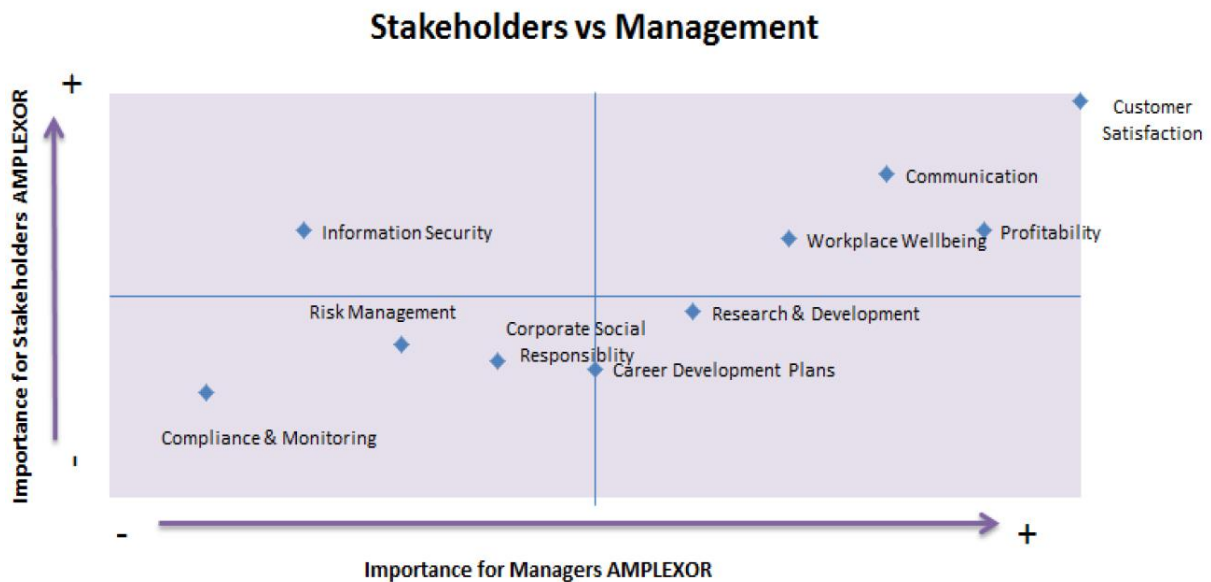 Stakeholders vs Management
+
Importance for Stakeholders AMPLEXOR
Customer
Satisfaction
Communication
Information Security
Workplace Wellbeing
Profitability
Risk Management
Research & Development
Corporate Social
Responsiblity
Career Development Plans
Compliance & Monitoring
-
-
+
Importance for Managers AMPLEXOR